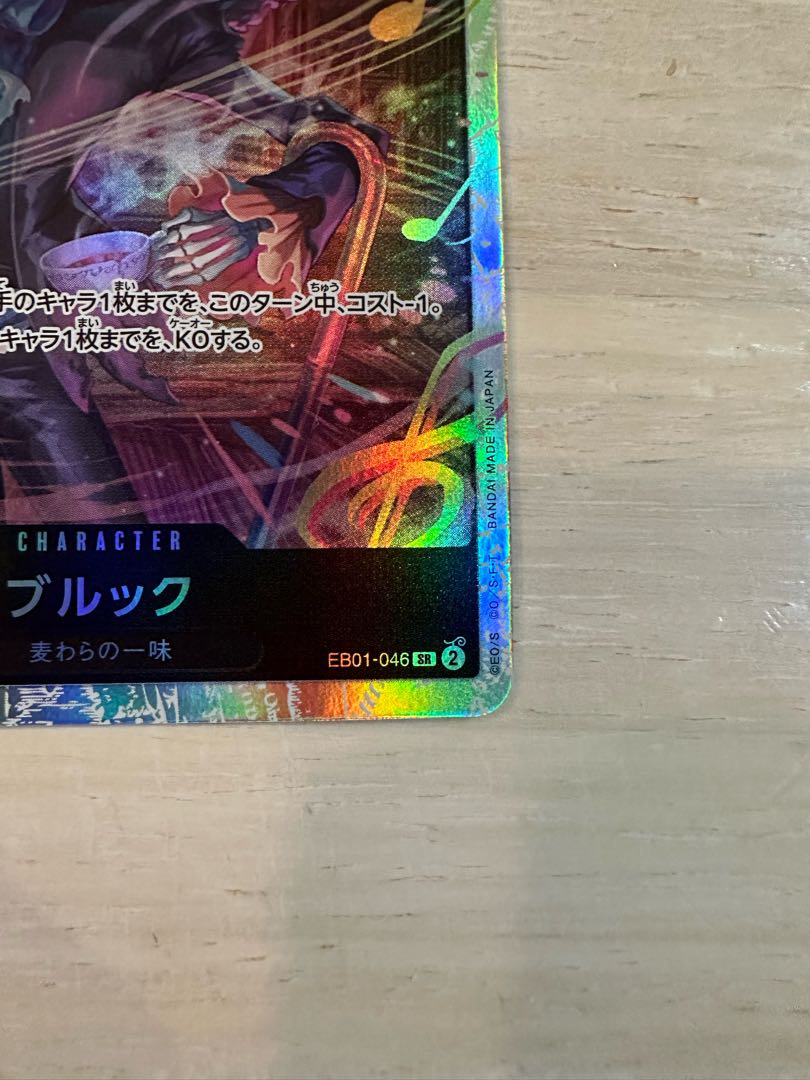 手のキャラ1枚までを、このターン中、コスト-1。
キャラ1枚までを、KOする。
CHARACTER
ブルック
麦わらの一味
EB01-046 SR 2
©EO/S ©O/S・F・T BANDAI MADE IN JAPAN